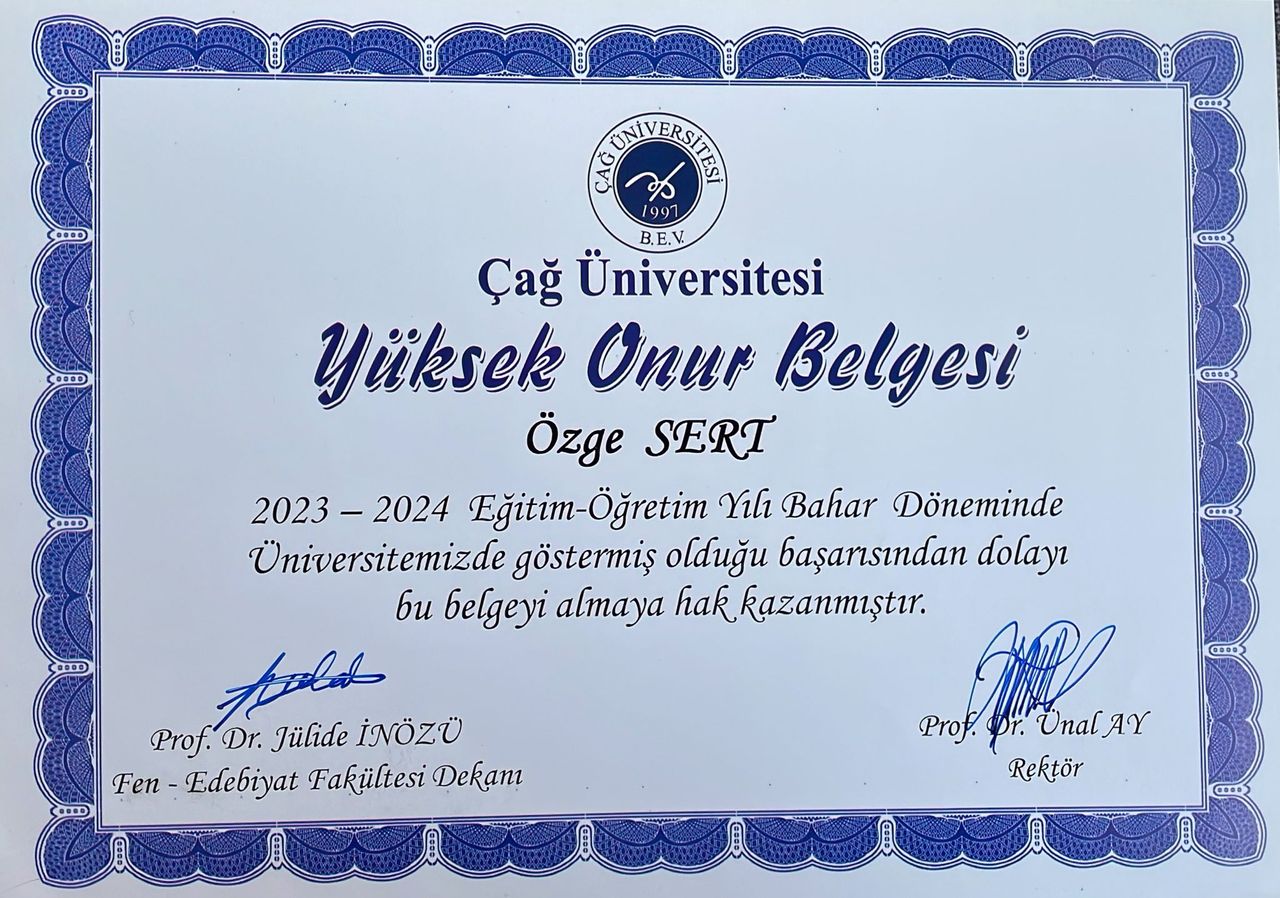 ÇAĞ ÜNİVERSİTESİ
1997
B.E.V.
Çağ Üniversitesi
Yüksek Onur Belgesi
Özge SERT
2023 – 2024 Eğitim-Öğretim Yılı Bahar Döneminde
Üniversitemizde göstermiş olduğu başarısından dolayı
bu belgeyi almaya hak kazanmıştır.
Prof. Dr. Jülide İNÖZÜ
Fen - Edebiyat Fakültesi Dekanı
Prof. Dr. Ünal AY
Rektör